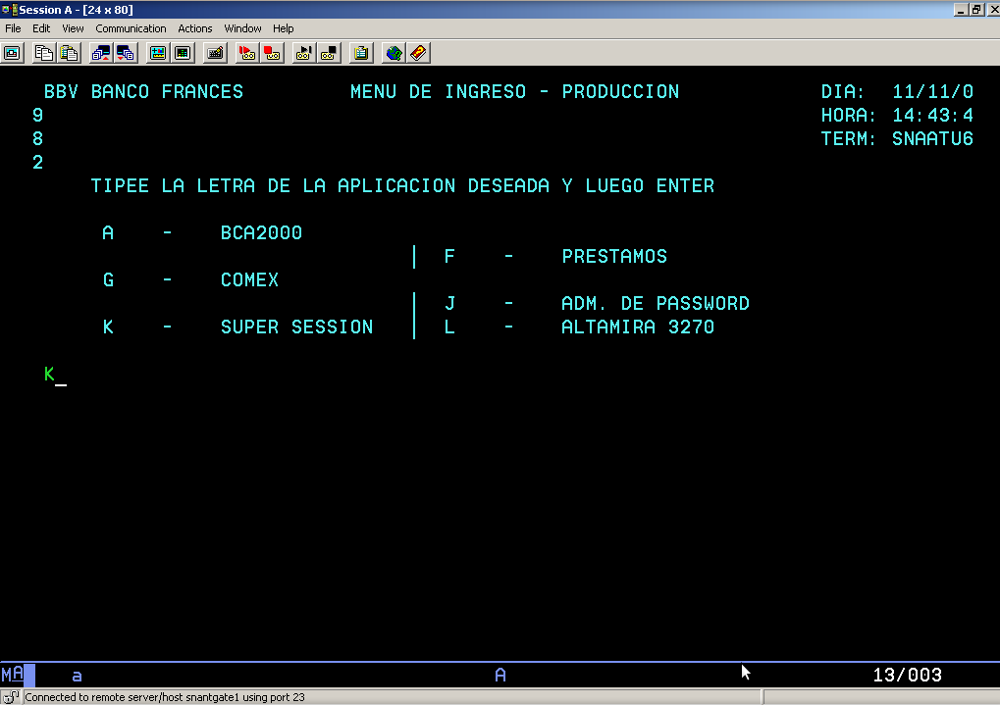 Session A - [24 x 80]
File Edit View Communication Actions Window Help
BBV BANCO FRANCES MENU DE INGRESO - PRODUCCION DIA: 11/11/0
9 HORA: 14:43:4
8 TERM: SNAATU6
2
TIPEE LA LETRA DE LA APLICACION DESEADA Y LUEGO ENTER
A - BCA2000
| F - PRESTAMOS
G - COMEX
| J - ADM. DE PASSWORD
K - SUPER SESSION | L - ALTAMIRA 3270
K_
MA a A 13/003
Connected to remote server/host snantgate1 using port 23